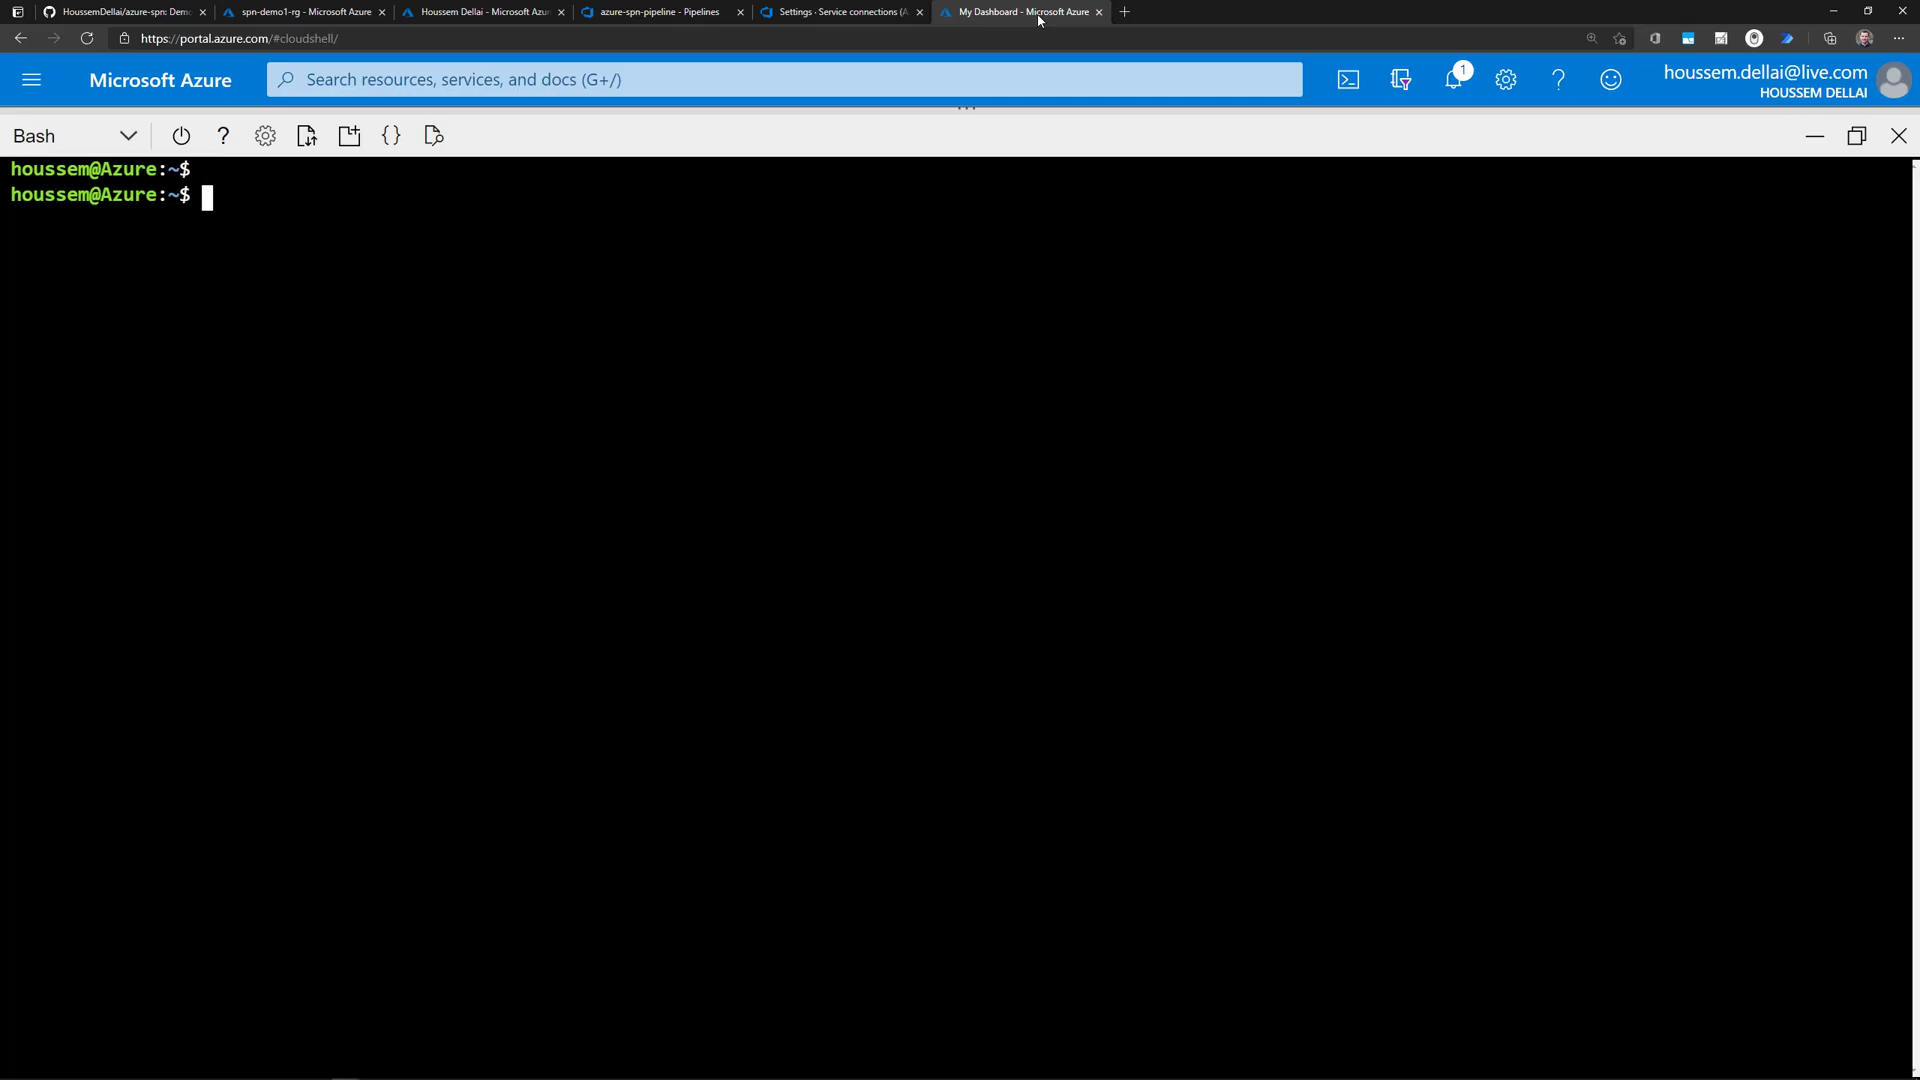 HoussemDellai/azure-spn: Demo
spn-demo1-rg - Microsoft Azure
Houssem Dellai - Microsoft Azu
azure-spn-pipeline - Pipelines
Settings · Service connections (A
My Dashboard - Microsoft Azure
https://portal.azure.com/#cloudshell/
Microsoft Azure
Search resources, services, and docs (G+/)
1
houssem.dellai@live.com
HOUSSEM DELLAI
Bash
houssem@Azure:~$
houssem@Azure:~$